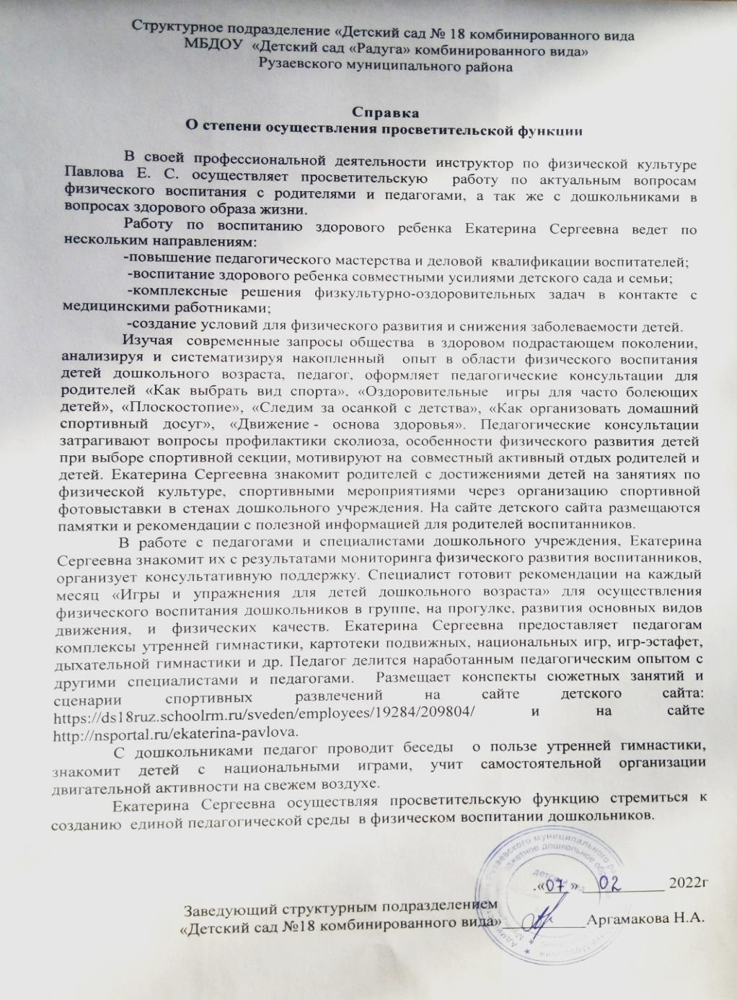 Структурное подразделение «Детский сад № 18 комбинированного вида
МБДОУ «Детский сад «Радуга» комбинированного вида»
Рузаевского муниципального района
Справка
О степени осуществления просветительской функции
В своей профессиональной деятельности инструктор по физической культуре
Павлова Е. С. осуществляет просветительскую работу по актуальным вопросам
физического воспитания с родителями и педагогами, а так же с дошкольниками в
вопросах здорового образа жизни.
Работу по воспитанию здорового ребенка Екатерина Сергеевна ведет по
нескольким направлениям:
-повышение педагогического мастерства и деловой квалификации воспитателей;
-воспитание здорового ребенка совместными усилиями детского сада и семьи;
-комплексные решения физкультурно-оздоровительных задач в контакте с
медицинскими работниками;
-создание условий для физического развития и снижения заболеваемости детей.
Изучая современные запросы общества в здоровом подрастающем поколении,
анализируя и систематизируя накопленный опыт в области физического воспитания
детей дошкольного возраста, педагог, оформляет педагогические консультации для
родителей «Как выбрать вид спорта», «Оздоровительные игры для часто болеющих
детей», «Плоскостопие», «Следим за осанкой с детства», «Как организовать домашний
спортивный досуг», «Движение - основа здоровья». Педагогические консультации
затрагивают вопросы профилактики сколиоза, особенности физического развития детей
при выборе спортивной секции, мотивируют на совместный активный отдых родителей и
детей. Екатерина Сергеевна знакомит родителей с достижениями детей на занятиях по
физической культуре, спортивными мероприятиями через организацию спортивной
фотовыставки в стенах дошкольного учреждения. На сайте детского сайта размещаются
памятки и рекомендации с полезной информацией для родителей воспитанников.
В работе с педагогами и специалистами дошкольного учреждения, Екатерина
Сергеевна знакомит их с результатами мониторинга физического развития воспитанников,
организует консультативную поддержку. Специалист готовит рекомендации на каждый
месяц «Игры и упражнения для детей дошкольного возраста» для осуществления
физического воспитания дошкольников в группе, на прогулке, развития основных видов
движения, и физических качеств. Екатерина Сергеевна предоставляет педагогам
комплексы утренней гимнастики, картотеки подвижных, национальных игр, игр-эстафет,
дыхательной гимнастики и др. Педагог делится наработанным педагогическим опытом с
другими специалистами и педагогами. Размещает конспекты сюжетных занятий и
сценарии спортивных развлечений на сайте детского сайта:
https://ds18ruz.schoolrm.ru/sveden/employees/19284/209804/ и на сайте
http://nsportal.ru/ekaterina-pavlova.
С дошкольниками педагог проводит беседы о пользе утренней гимнастики,
знакомит детей с национальными играми, учит самостоятельной организации
двигательной активности на свежем воздухе.
Екатерина Сергеевна осуществляя просветительскую функцию стремиться к
созданию единой педагогической среды в физическом воспитании дошкольников.
.«07» 02 2022г
Заведующий структурным подразделением
«Детский сад №18 комбинированного вида» Аргамакова Н.А.
Рузаевского муниципального
дошкольное
детский сад